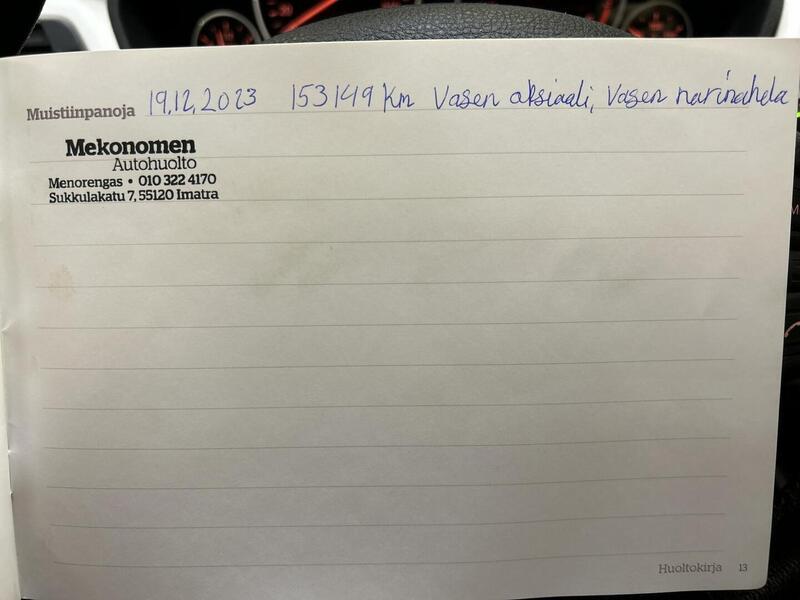 Muistiinpanoja 19.12.2023 153149 km Vasen aksiaali, Vasen narinahela
Mekonomen
Autohuolto
Menorengas • 010 322 4170
Sukkulakatu 7, 55120 Imatra
Huoltokirja 13